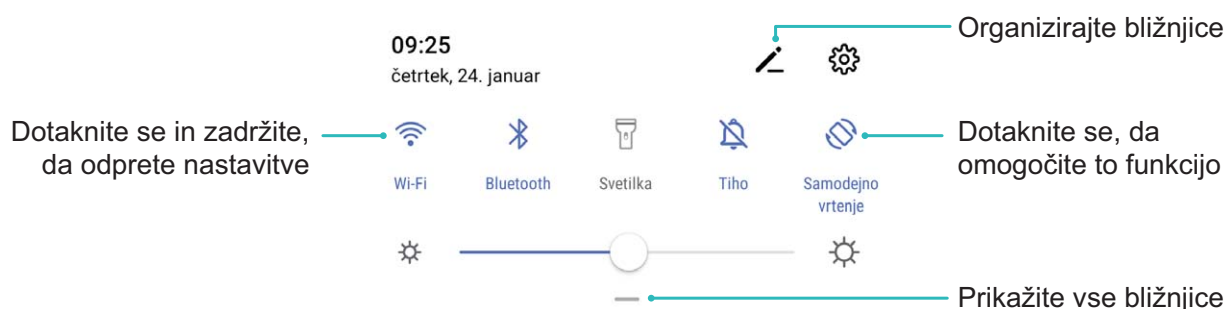 Organizirajte bližnjice
09:25
četrtek, 24. januar
Dotaknite se in zadržite,
da odprete nastavitve
Dotaknite se, da
omogočite to funkcijo
Wi-Fi
Bluetooth
Svetilka
Tiho
Samodejno
vrtenje
Prikažite vse bližnjice